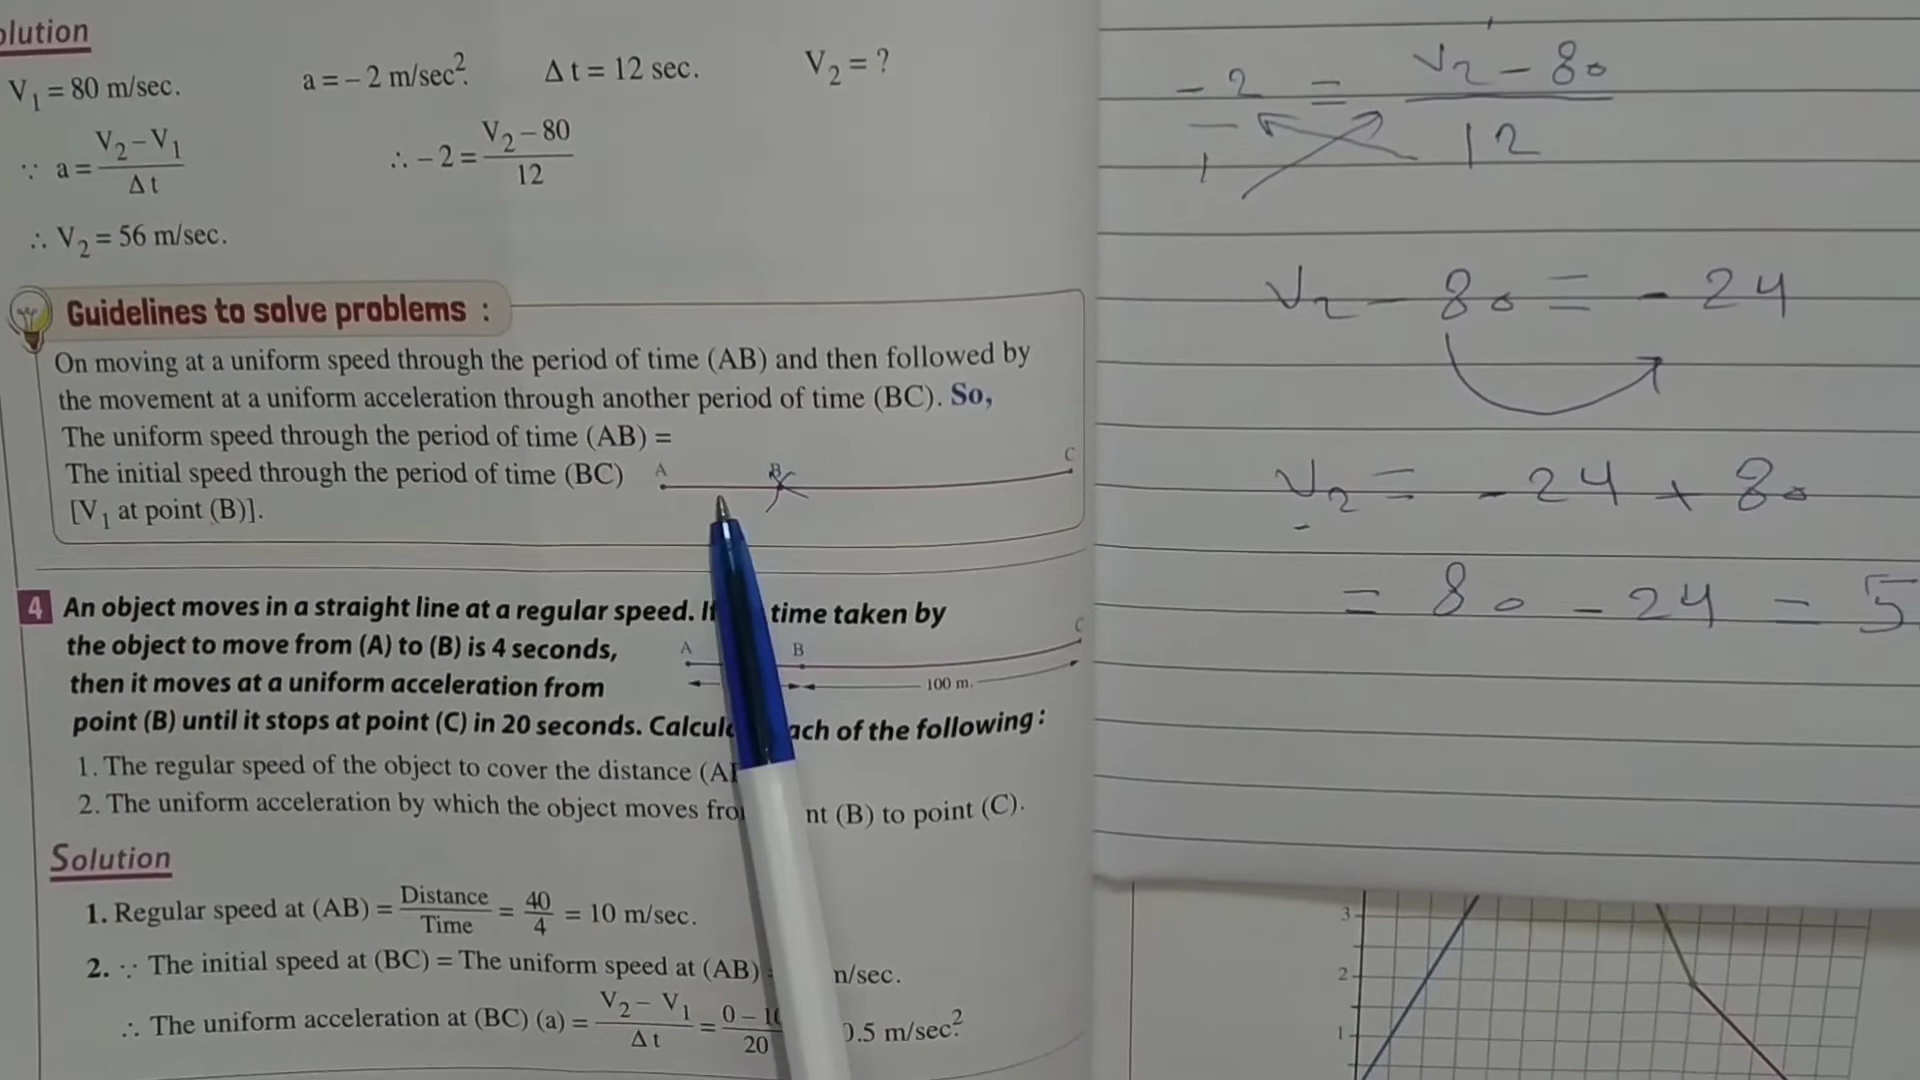 olution
V₁ = 80 m/sec. a = – 2 m/sec². Δ t = 12 sec. V₂ = ?
∵ a = (V₂ – V₁) / Δ t ∴ – 2 = (V₂ – 80) / 12
∴ V₂ = 56 m/sec.
Guidelines to solve problems :
On moving at a uniform speed through the period of time (AB) and then followed by
the movement at a uniform acceleration through another period of time (BC). So,
The uniform speed through the period of time (AB) =
The initial speed through the period of time (BC)
[V₁ at point (B)].
A B C
4 An object moves in a straight line at a regular speed. time taken by
the object to move from (A) to (B) is 4 seconds,
then it moves at a uniform acceleration from
point (B) until it stops at point (C) in 20 seconds. of the following :
A B C
100 m.
1. The regular speed of the object to cover the distance
2. The uniform acceleration by which the object moves (B) to point (C).
Solution
1. Regular speed at (AB) = Distance / Time = 40 / 4 = 10 m/sec.
2. ∵ The initial speed at (BC) = The uniform speed at (AB) m/sec.
∴ The uniform acceleration at (BC) (a) = (V₂ – V₁) / Δ t = 0 – / 20 0.5 m/sec².
– 2 / 1 = (V₂ – 80) / 12
V₂ – 80 = – 24
V₂ = – 24 + 80
= 80 – 24 = 5
3
2
1